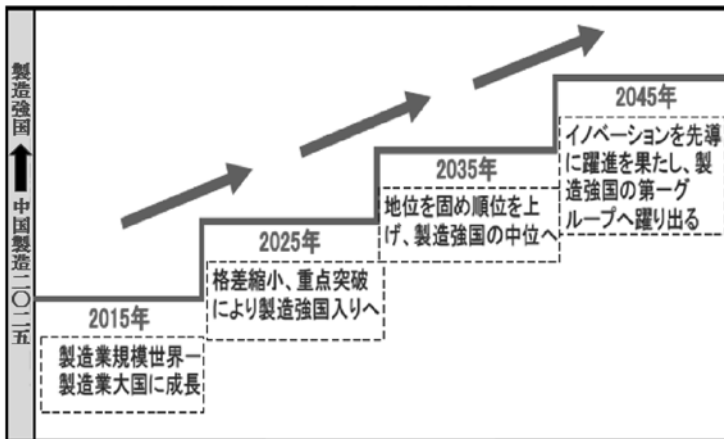 製造強国
中国製造二〇二五
2015年
製造業規模世界一
製造業大国に成長
2025年
格差縮小、重点突破
により製造強国入りへ
2035年
地位を固め順位を上
げ、製造強国の中位へ
2045年
イノベーションを先導
に躍進を果たし、製
造強国の第一グ
ループへ躍り出る